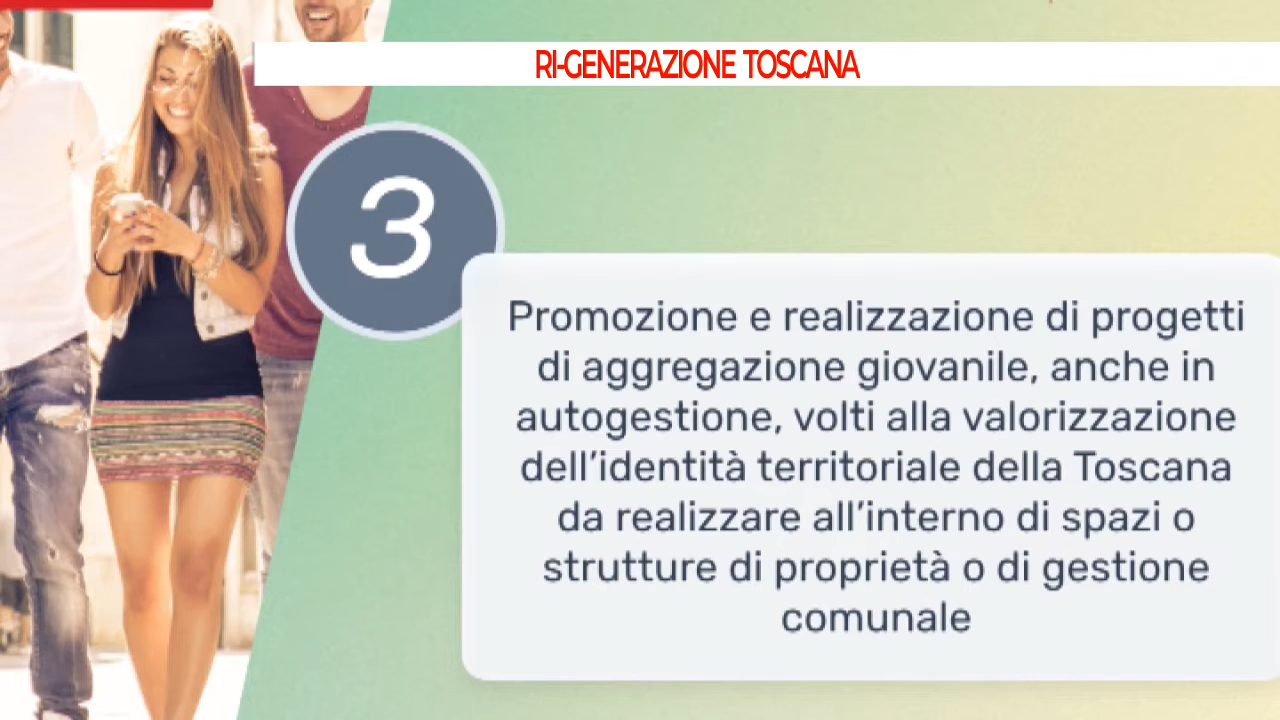 RI-GENERAZIONE TOSCANA
3
Promozione e realizzazione di progetti
di aggregazione giovanile, anche in
autogestione, volti alla valorizzazione
dell'identità territoriale della Toscana
da realizzare all'interno di spazi o
strutture di proprietà o di gestione
comunale